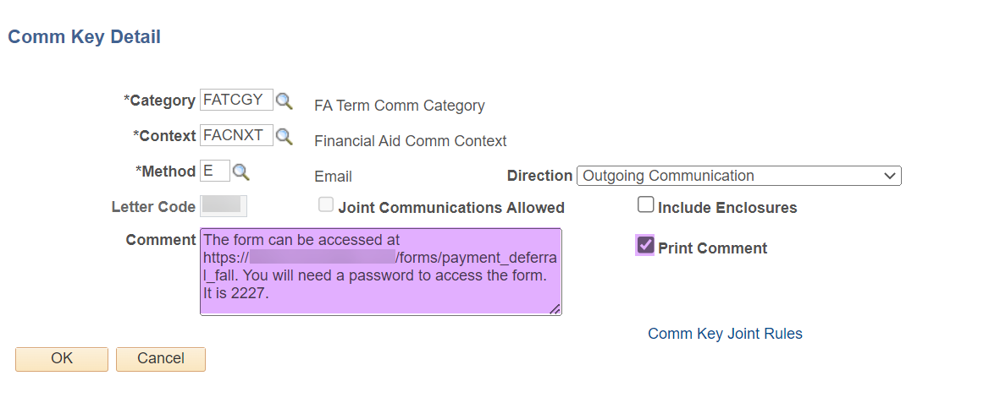 Comm Key Detail
*Category FATCGY FA Term Comm Category
*Context FACNXT Financial Aid Comm Context
*Method E Email Direction Outgoing Communication
Letter Code Joint Communications Allowed Include Enclosures
Comment The form can be accessed at
https:// /forms/payment_deferra
l_fall. You will need a password to access the form.
It is 2227.
Print Comment
Comm Key Joint Rules
OK Cancel